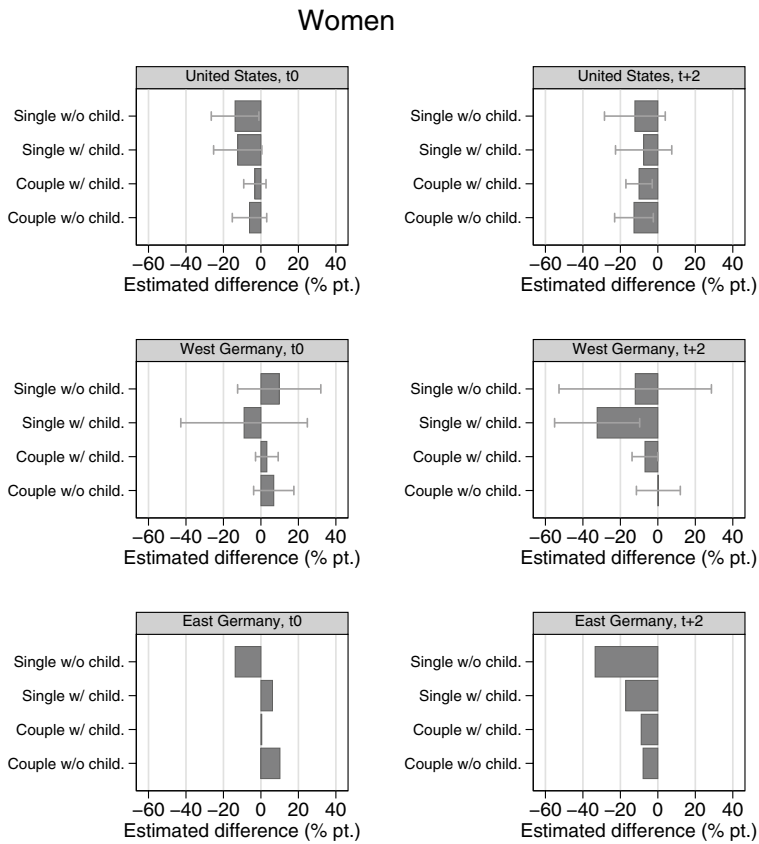 Women
United States, t0
Single w/o child.
Single w/ child.
Couple w/ child.
Couple w/o child.
−60 −40 −20 0 20 40
Estimated difference (% pt.)
United States, t+2
Single w/o child.
Single w/ child.
Couple w/ child.
Couple w/o child.
−60 −40 −20 0 20 40
Estimated difference (% pt.)
West Germany, t0
Single w/o child.
Single w/ child.
Couple w/ child.
Couple w/o child.
−60 −40 −20 0 20 40
Estimated difference (% pt.)
West Germany, t+2
Single w/o child.
Single w/ child.
Couple w/ child.
Couple w/o child.
−60 −40 −20 0 20 40
Estimated difference (% pt.)
East Germany, t0
Single w/o child.
Single w/ child.
Couple w/ child.
Couple w/o child.
−60 −40 −20 0 20 40
Estimated difference (% pt.)
East Germany, t+2
Single w/o child.
Single w/ child.
Couple w/ child.
Couple w/o child.
−60 −40 −20 0 20 40
Estimated difference (% pt.)